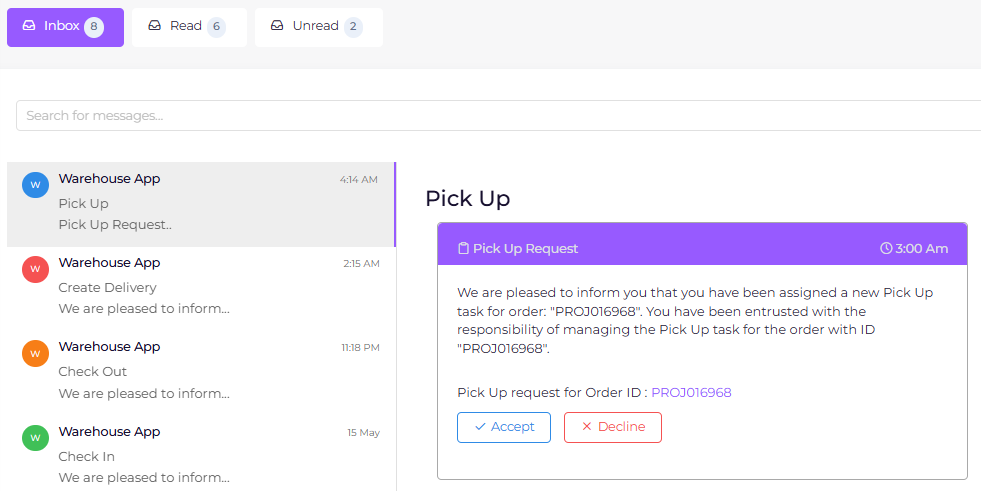 Inbox 8
Read 6
Unread 2
Search for messages...
W
Warehouse App
4:14 AM
Pick Up
Pick Up Request..
W
Warehouse App
2:15 AM
Create Delivery
We are pleased to inform...
W
Warehouse App
11:18 PM
Check Out
We are pleased to inform...
W
Warehouse App
15 May
Check In
We are pleased to inform...
Pick Up
Pick Up Request
3:00 Am
We are pleased to inform you that you have been assigned a new Pick Up
task for order: "PROJ016968". You have been entrusted with the
responsibility of managing the Pick Up task for the order with ID
"PROJ016968".
Pick Up request for Order ID : PROJ016968
Accept
Decline